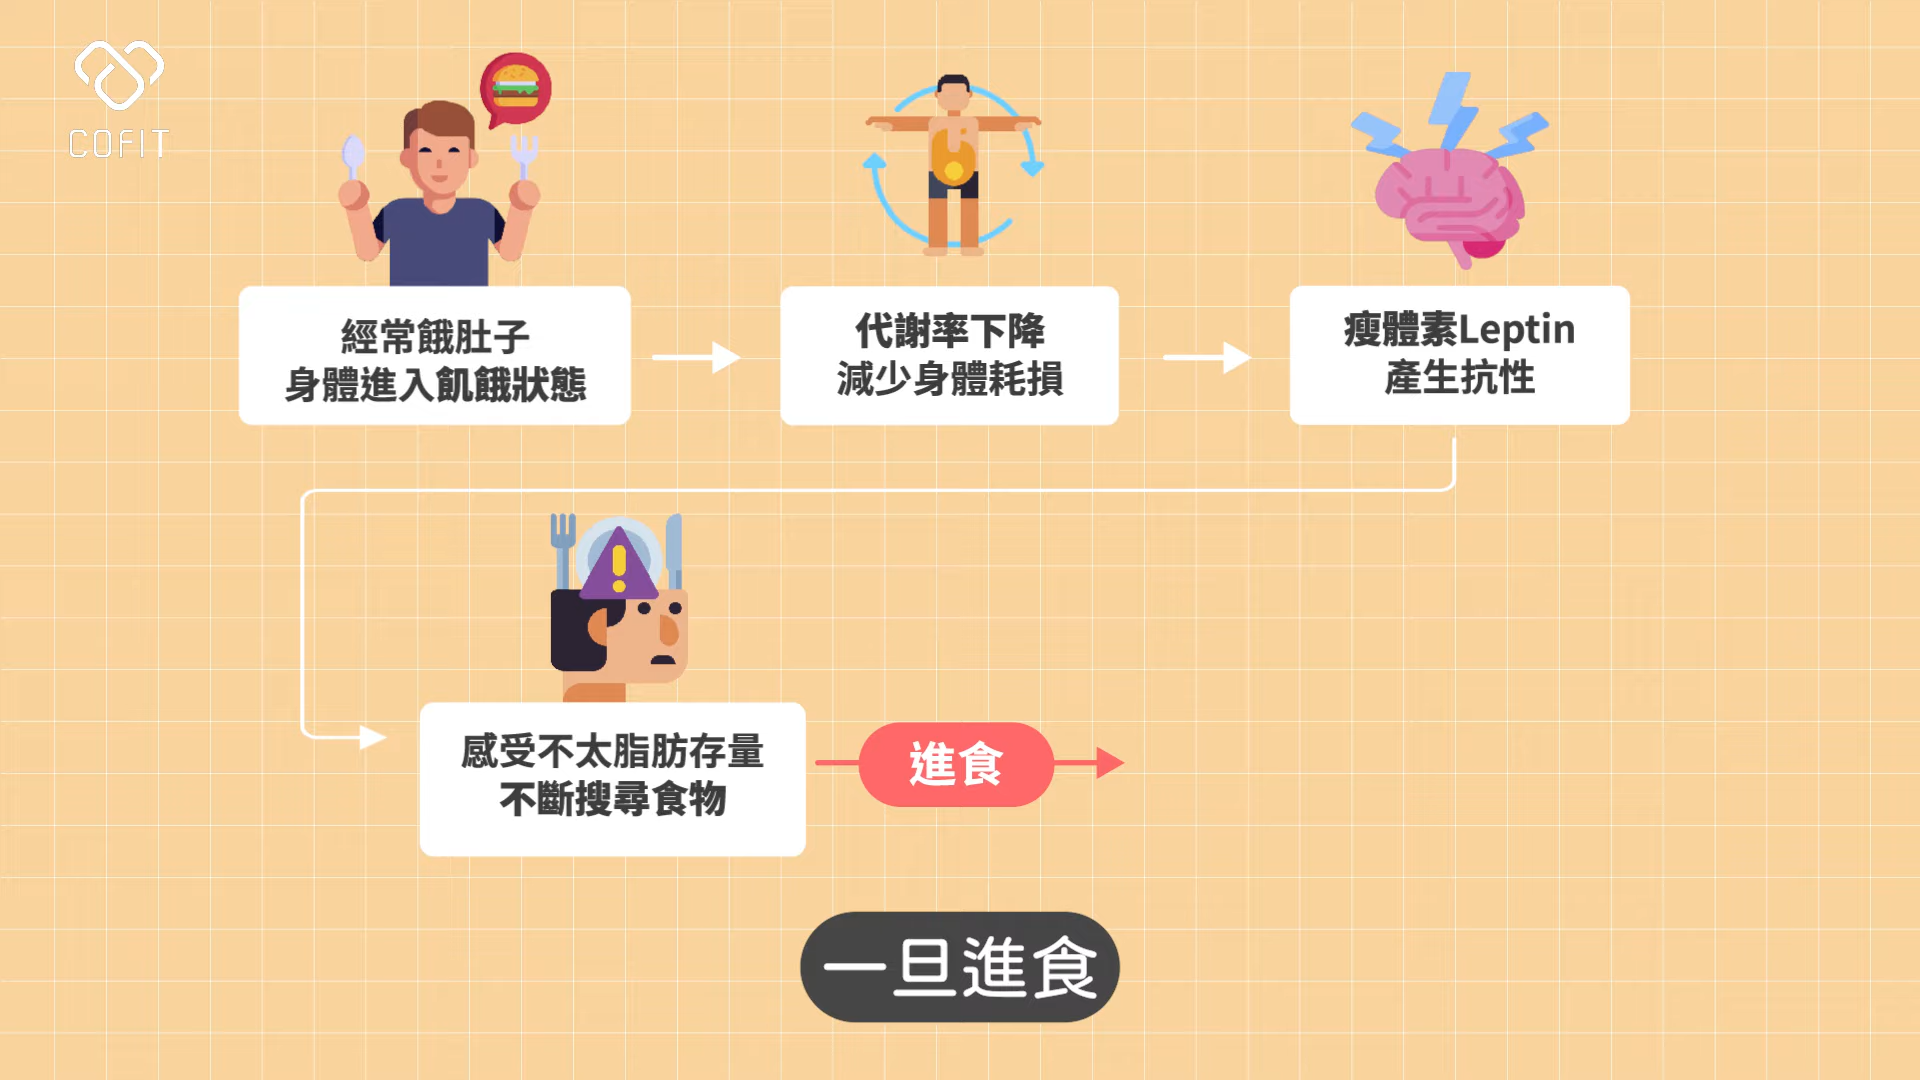 COFIT
經常餓肚子
身體進入飢餓狀態
代謝率下降
減少身體耗損
瘦體素Leptin
產生抗性
感受不太脂肪存量
不斷搜尋食物
進食
一旦進食